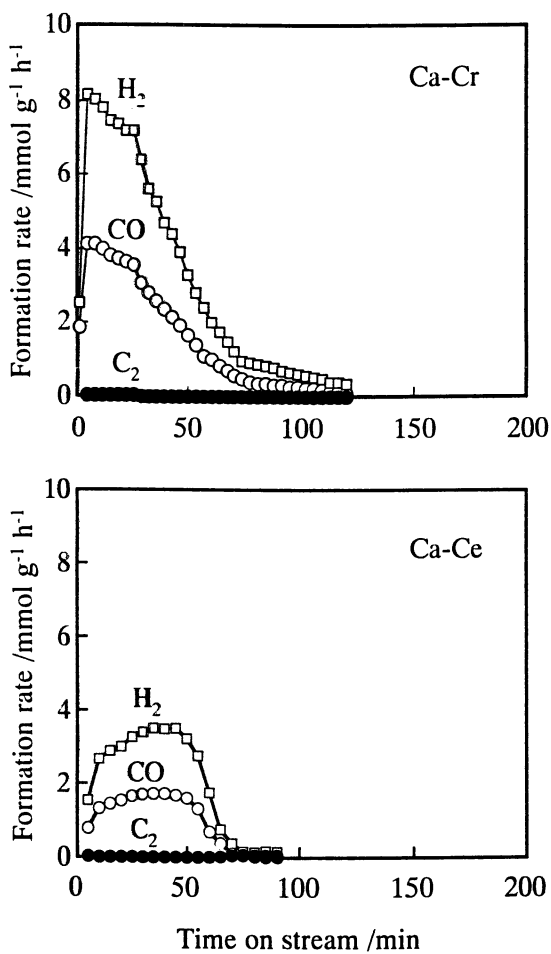 10
8
6
4
2
0
Formation rate /mmol g⁻¹ h⁻¹
Ca-Cr
H₂
CO
C₂
0 50 100 150 200
10
8
6
4
2
0
Formation rate /mmol g⁻¹ h⁻¹
Ca-Ce
H₂
CO
C₂
0 50 100 150 200
Time on stream /min